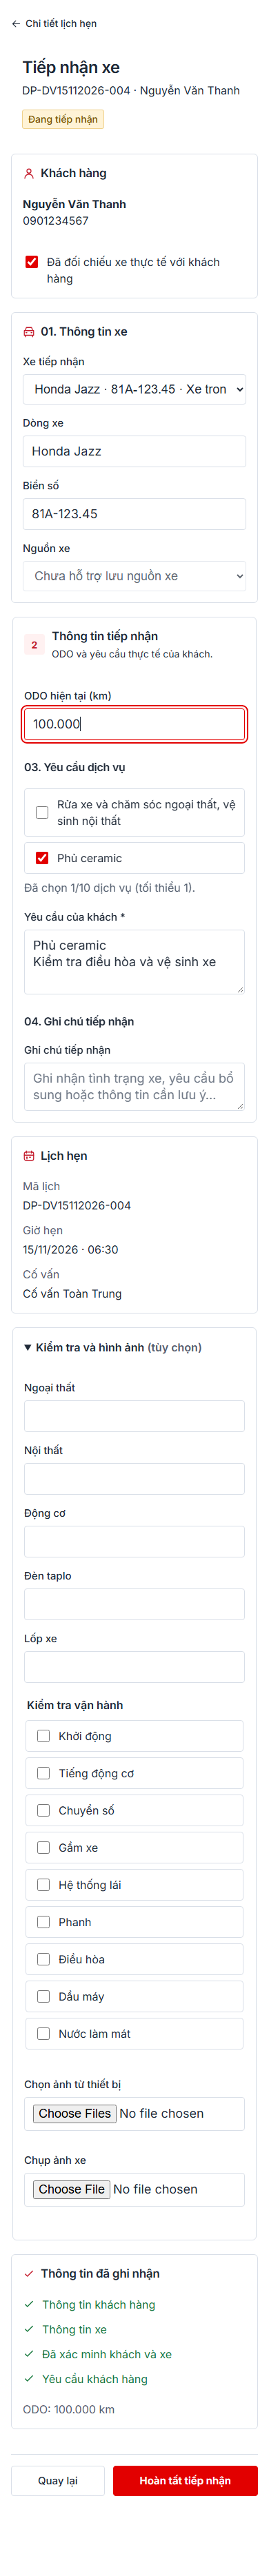 ← Chi tiết lịch hẹn
Tiếp nhận xe
DP-DV15112026-004 · Nguyễn Văn Thanh
Đang tiếp nhận
Khách hàng
Nguyễn Văn Thanh
0901234567
Đã đối chiếu xe thực tế với khách
hàng
01. Thông tin xe
Xe tiếp nhận
Honda Jazz · 81A-123.45 · Xe tron
Dòng xe
Honda Jazz
Biển số
81A-123.45
Nguồn xe
Chưa hỗ trợ lưu nguồn xe
2
Thông tin tiếp nhận
ODO và yêu cầu thực tế của khách.
ODO hiện tại (km)
100.000
03. Yêu cầu dịch vụ
Rửa xe và chăm sóc ngoại thất, vệ
sinh nội thất
Phủ ceramic
Đã chọn 1/10 dịch vụ (tối thiểu 1).
Yêu cầu của khách *
Phủ ceramic
Kiểm tra điều hòa và vệ sinh xe
04. Ghi chú tiếp nhận
Ghi chú tiếp nhận
Ghi nhận tình trạng xe, yêu cầu bổ
sung hoặc thông tin cần lưu ý...
Lịch hẹn
Mã lịch
DP-DV15112026-004
Giờ hẹn
15/11/2026 · 06:30
Cố vấn
Cố vấn Toàn Trung
▼ Kiểm tra và hình ảnh (tùy chọn)
Ngoại thất
Nội thất
Động cơ
Đèn taplo
Lốp xe
Kiểm tra vận hành
Khởi động
Tiếng động cơ
Chuyển số
Gầm xe
Hệ thống lái
Phanh
Điều hòa
Dầu máy
Nước làm mát
Chọn ảnh từ thiết bị
Choose Files No file chosen
Chụp ảnh xe
Choose File No file chosen
Thông tin đã ghi nhận
Thông tin khách hàng
Thông tin xe
Đã xác minh khách và xe
Yêu cầu khách hàng
ODO: 100.000 km
Quay lại
Hoàn tất tiếp nhận